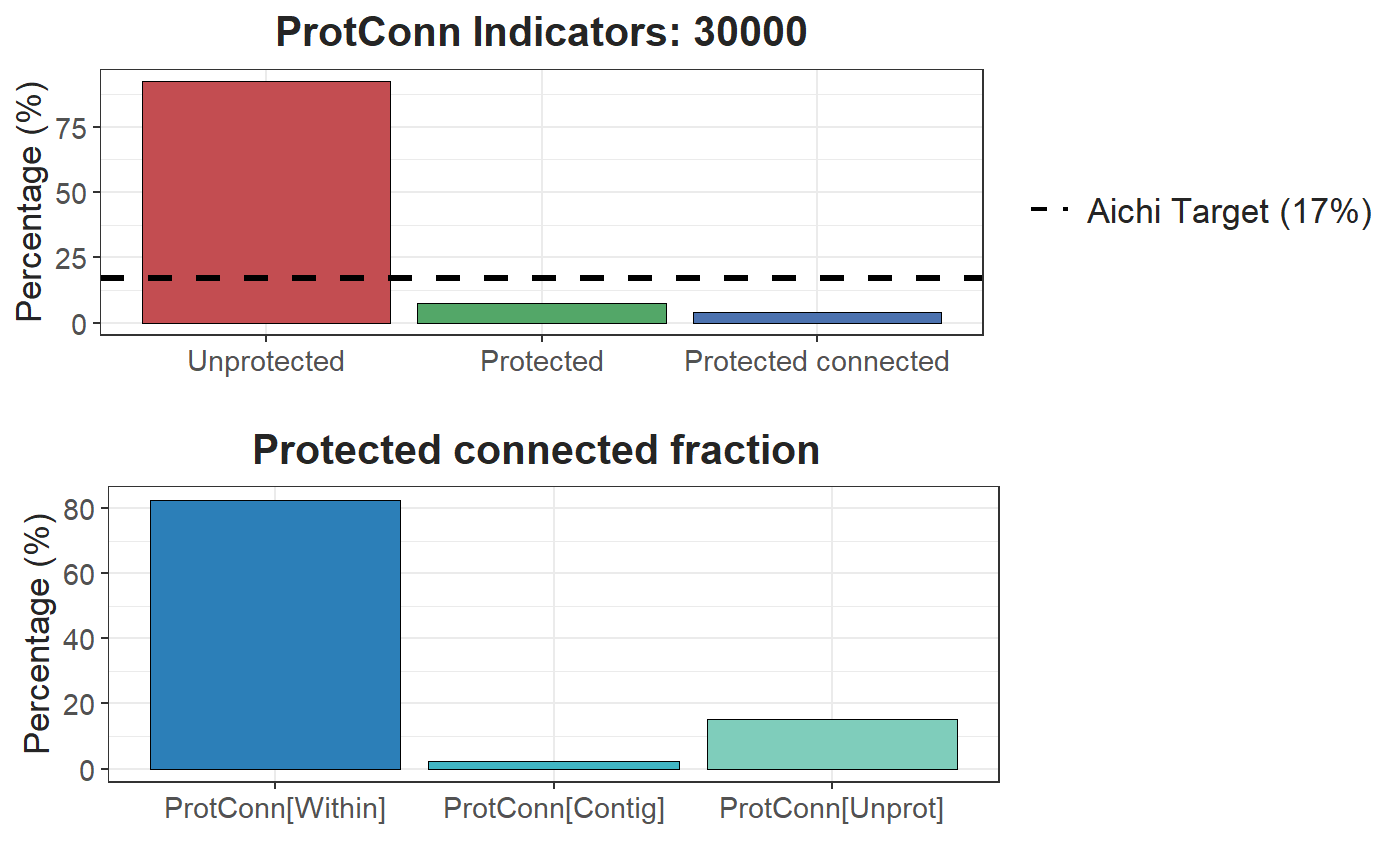 ProtConn Indicators: 30000
Percentage (%)
75
50
25
0
Unprotected
Protected
Protected connected
Aichi Target (17%)
Protected connected fraction
Percentage (%)
80
60
40
20
0
ProtConn[Within]
ProtConn[Contig]
ProtConn[Unprot]